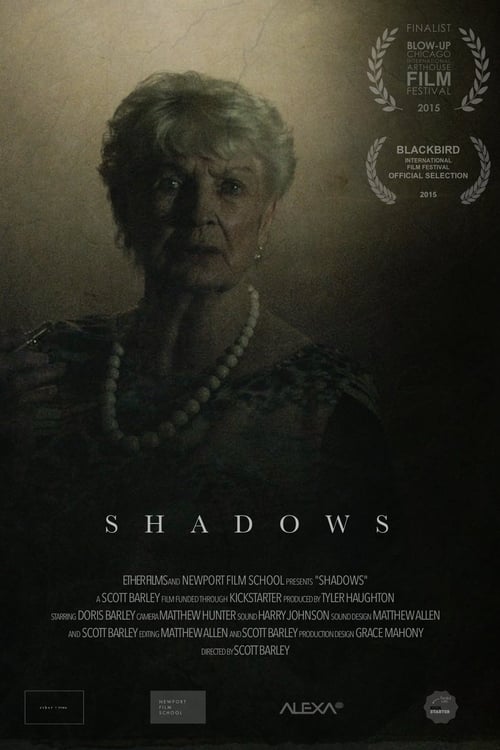 FINALIST
BLOW-UP
CHICAGO
INTERNATIONAL
ARTHOUSE
FILM
FESTIVAL
2015
BLACKBIRD
INTERNATIONAL
FILM FESTIVAL
OFFICIAL SELECTION
2015
SHADOWS
ETHER FILMS AND NEWPORT FILM SCHOOL PRESENTS "SHADOWS"
A SCOTT BARLEY FILM FUNDED THROUGH KICKSTARTER PRODUCED BY TYLER HAUGHTON
STARRING DORIS BARLEY CAMERA MATTHEW HUNTER SOUND HARRY JOHNSON SOUND DESIGN MATTHEW ALLEN
AND SCOTT BARLEY EDITING MATTHEW ALLEN AND SCOTT BARLEY PRODUCTION DESIGN GRACE MAHONY
DIRECTED BY SCOTT BARLEY
ether films
NEWPORT
FILM
SCHOOL
ALEXA
STARTER